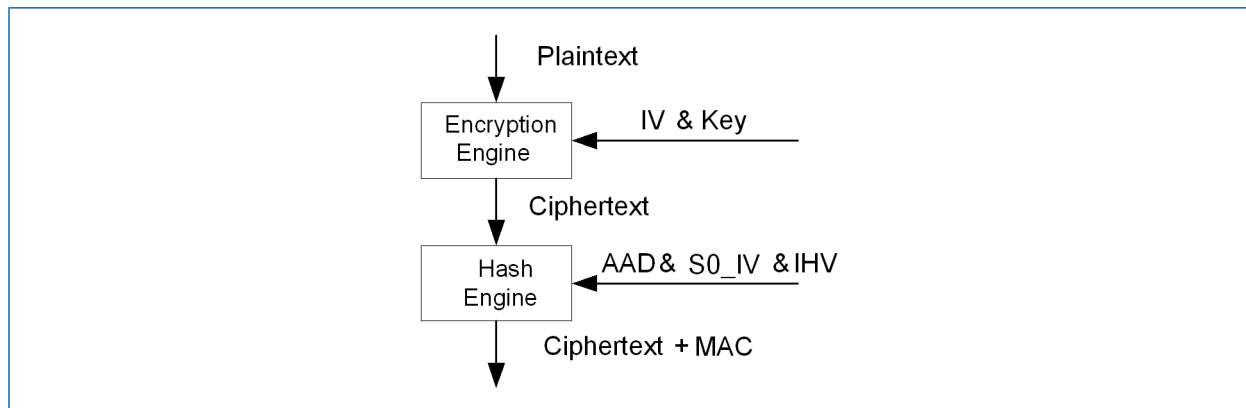 Plaintext
Encryption
Engine
IV & Key
Ciphertext
Hash
Engine
AAD & S0_IV & IHV
Ciphertext + MAC